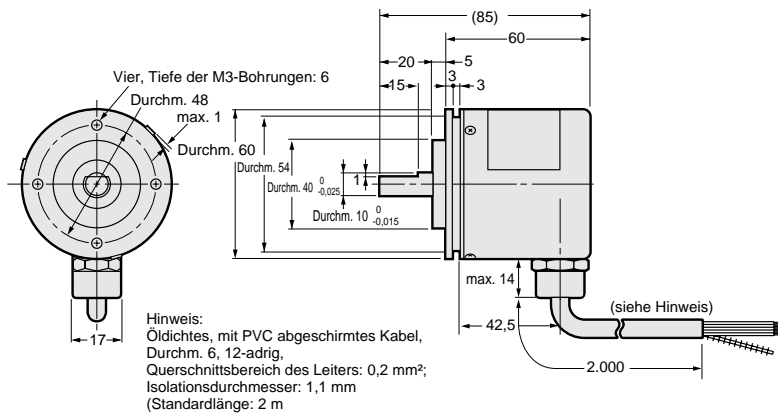 (85)
60
20
5
3
15
3
Vier, Tiefe der M3-Bohrungen: 6
Durchm. 48
max. 1
Durchm. 60
Durchm. 54
1
Durchm. 40 0 -0,025
Durchm. 10 0 -0,015
max. 14
(siehe Hinweis)
17
42,5
2.000
Hinweis:
Öldichtes, mit PVC abgeschirmtes Kabel,
Durchm. 6, 12-adrig,
Querschnittsbereich des Leiters: 0,2 mm²;
Isolationsdurchmesser: 1,1 mm
(Standardlänge: 2 m